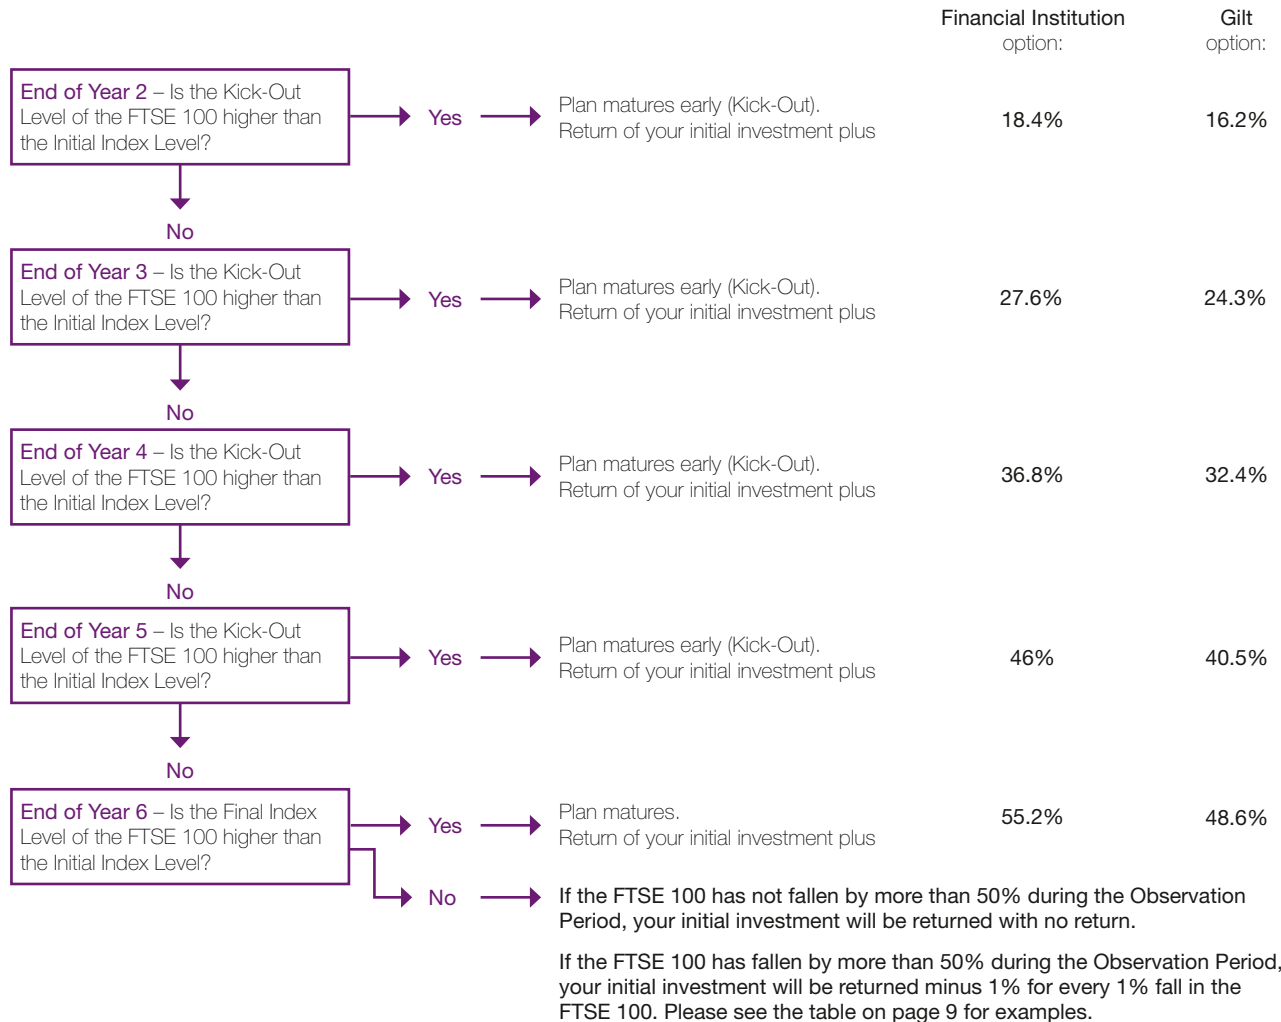 Financial Institution
option:
Gilt
option:
End of Year 2 – Is the Kick-Out
Level of the FTSE 100 higher than
the Initial Index Level?
Yes
Plan matures early (Kick-Out).
Return of your initial investment plus
18.4%
16.2%
No
End of Year 3 – Is the Kick-Out
Level of the FTSE 100 higher than
the Initial Index Level?
Yes
Plan matures early (Kick-Out).
Return of your initial investment plus
27.6%
24.3%
No
End of Year 4 – Is the Kick-Out
Level of the FTSE 100 higher than
the Initial Index Level?
Yes
Plan matures early (Kick-Out).
Return of your initial investment plus
36.8%
32.4%
No
End of Year 5 – Is the Kick-Out
Level of the FTSE 100 higher than
the Initial Index Level?
Yes
Plan matures early (Kick-Out).
Return of your initial investment plus
46%
40.5%
No
End of Year 6 – Is the Final Index
Level of the FTSE 100 higher than
the Initial Index Level?
Yes
Plan matures.
Return of your initial investment plus
55.2%
48.6%
No
If the FTSE 100 has not fallen by more than 50% during the Observation
Period, your initial investment will be returned with no return.
If the FTSE 100 has fallen by more than 50% during the Observation Period,
your initial investment will be returned minus 1% for every 1% fall in the
FTSE 100. Please see the table on page 9 for examples.